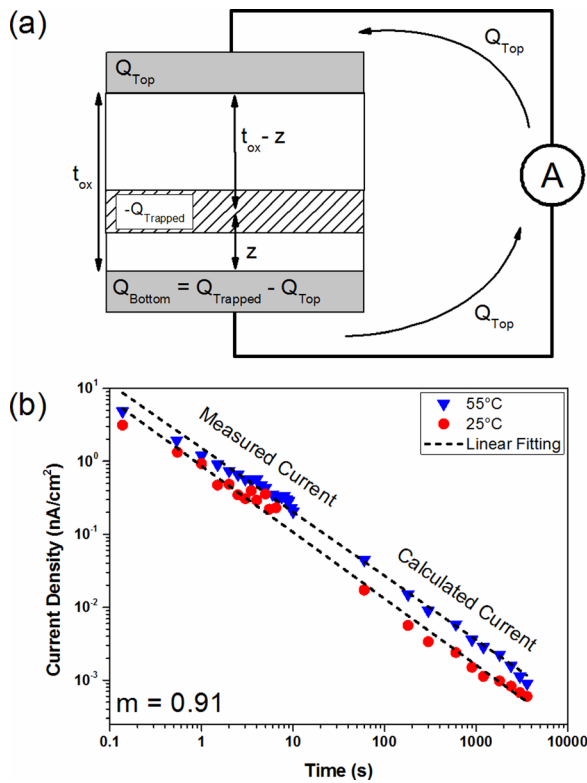 (a)
Q_Top
Q_Top
t_ox - z
t_ox
A
-Q_Trapped
z
Q_Bottom = Q_Trapped - Q_Top
Q_Top
(b)
10^1
10^0
10^-1
10^-2
10^-3
Current Density (nA/cm^2)
55°C
25°C
Linear Fitting
Measured Current
Calculated Current
m = 0.91
0.1 1 10 100 1000 10000
Time (s)